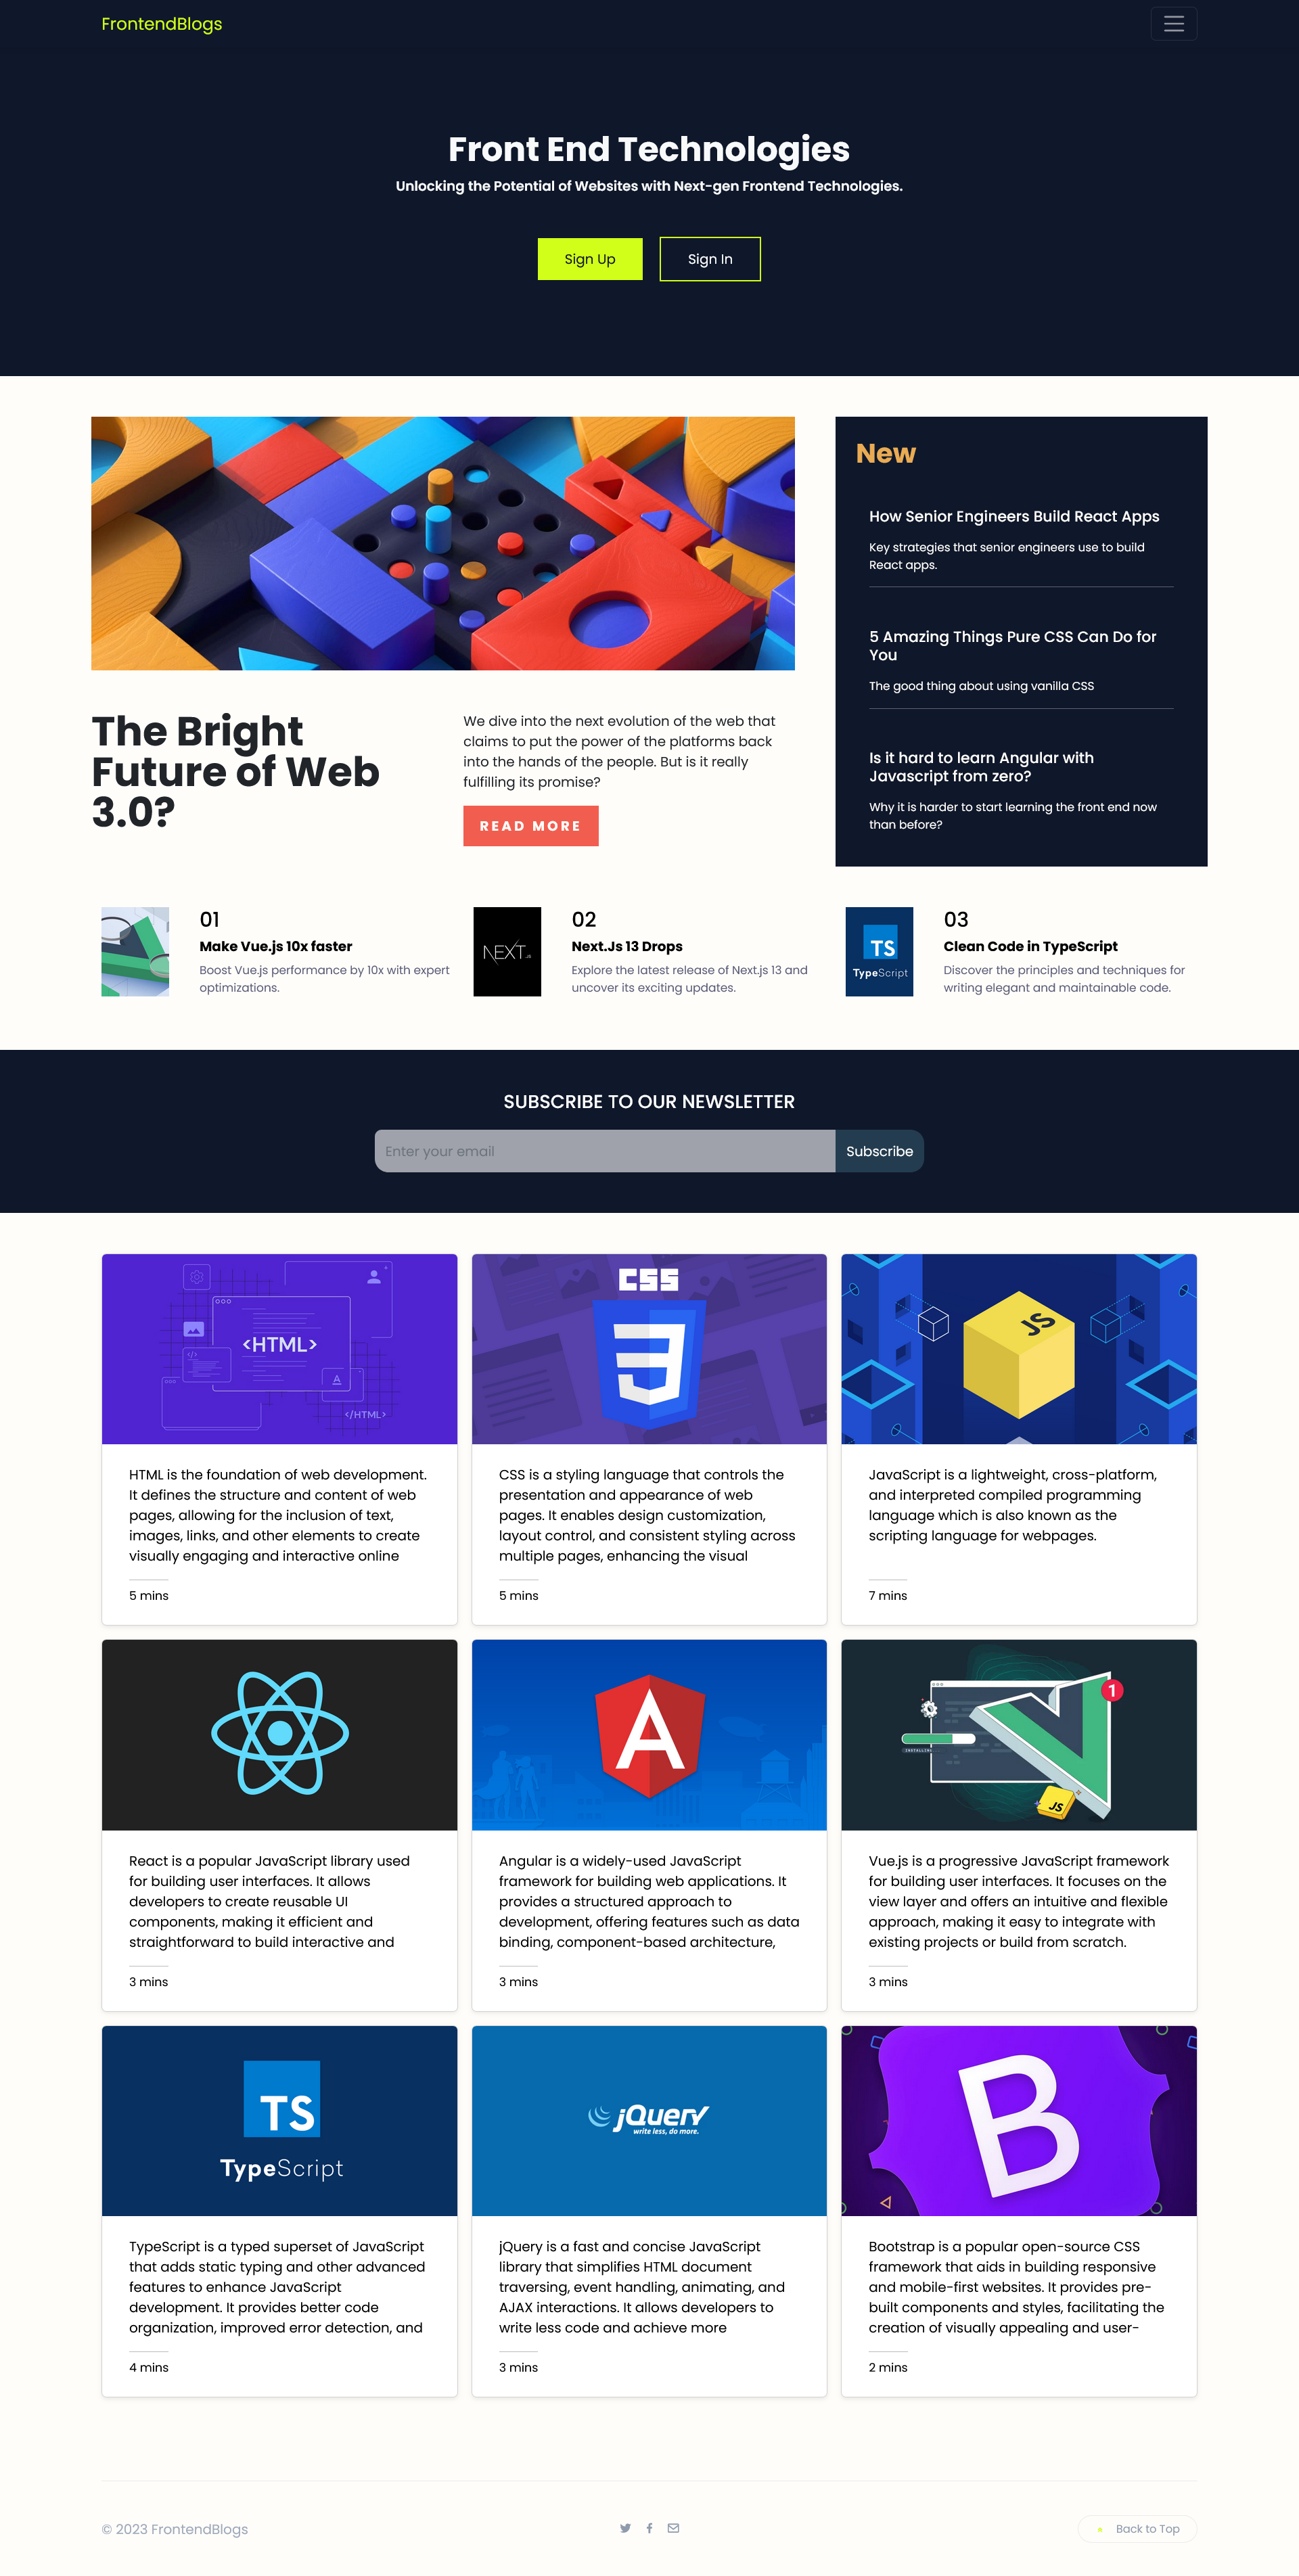 FrontendBlogs
Front End Technologies
Unlocking the Potential of Websites with Next-gen Frontend Technologies.
Sign Up
Sign In
New
How Senior Engineers Build React Apps
Key strategies that senior engineers use to build
React apps.
5 Amazing Things Pure CSS Can Do for
You
The good thing about using vanilla CSS
Is it hard to learn Angular with
Javascript from zero?
Why it is harder to start learning the front end now
than before?
The Bright
Future of Web
3.0?
We dive into the next evolution of the web that
claims to put the power of the platforms back
into the hands of the people. But is it really
fulfilling its promise?
READ MORE
01
Make Vue.js 10x faster
Boost Vue.js performance by 10x with expert
optimizations.
NEXT.JS
02
Next.Js 13 Drops
Explore the latest release of Next.js 13 and
uncover its exciting updates.
TS
TypeScript
03
Clean Code in TypeScript
Discover the principles and techniques for
writing elegant and maintainable code.
SUBSCRIBE TO OUR NEWSLETTER
Enter your email
Subscribe
<HTML>
</>
A
</HTML>
HTML is the foundation of web development.
It defines the structure and content of web
pages, allowing for the inclusion of text,
images, links, and other elements to create
visually engaging and interactive online
5 mins
CSS
3
CSS is a styling language that controls the
presentation and appearance of web
pages. It enables design customization,
layout control, and consistent styling across
multiple pages, enhancing the visual
5 mins
JS
JavaScript is a lightweight, cross-platform,
and interpreted compiled programming
language which is also known as the
scripting language for webpages.
7 mins
React is a popular JavaScript library used
for building user interfaces. It allows
developers to create reusable UI
components, making it efficient and
straightforward to build interactive and
3 mins
A
Angular is a widely-used JavaScript
framework for building web applications. It
provides a structured approach to
development, offering features such as data
binding, component-based architecture,
3 mins
1
INSTALLING...
JS
Vue.js is a progressive JavaScript framework
for building user interfaces. It focuses on the
view layer and offers an intuitive and flexible
approach, making it easy to integrate with
existing projects or build from scratch.
3 mins
TS
TypeScript
TypeScript is a typed superset of JavaScript
that adds static typing and other advanced
features to enhance JavaScript
development. It provides better code
organization, improved error detection, and
4 mins
jQuery
write less, do more.
jQuery is a fast and concise JavaScript
library that simplifies HTML document
traversing, event handling, animating, and
AJAX interactions. It allows developers to
write less code and achieve more
3 mins
B
Bootstrap is a popular open-source CSS
framework that aids in building responsive
and mobile-first websites. It provides pre-
built components and styles, facilitating the
creation of visually appealing and user-
2 mins
© 2023 FrontendBlogs
Back to Top